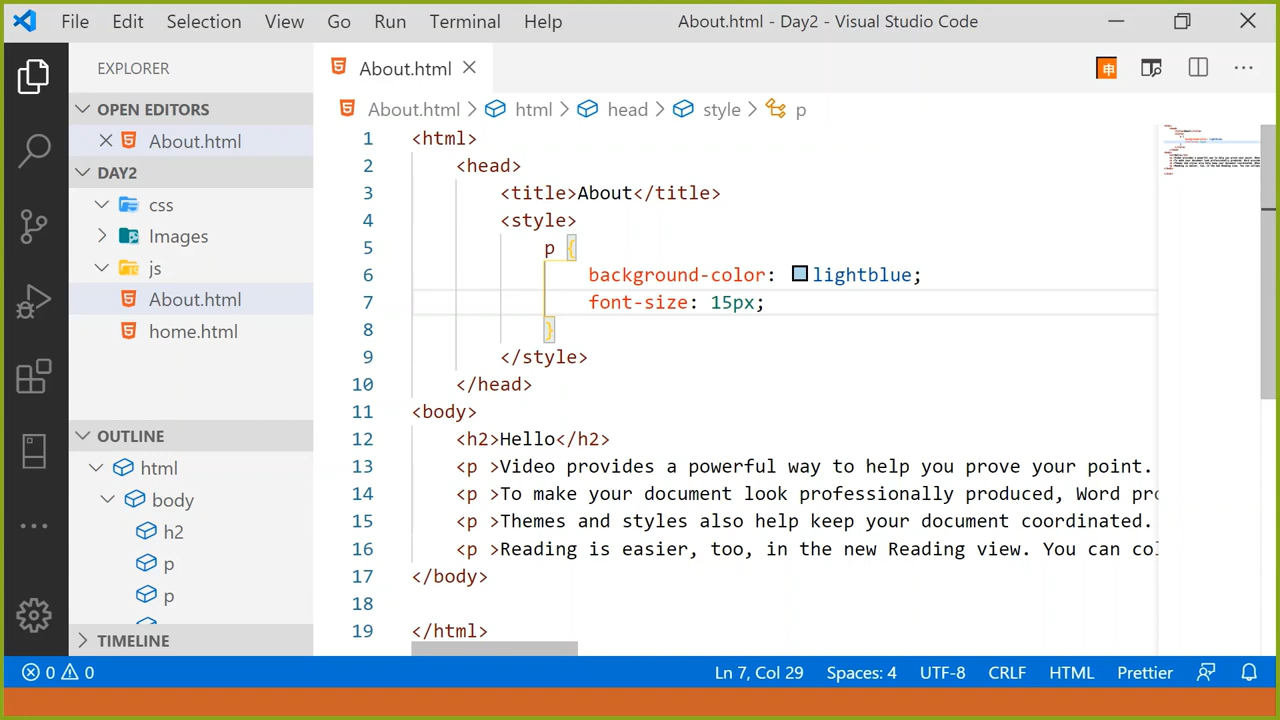 File Edit Selection View Go Run Terminal Help About.html - Day2 - Visual Studio Code
EXPLORER
OPEN EDITORS
About.html
DAY2
css
Images
js
About.html
home.html
OUTLINE
html
body
h2
p
p
TIMELINE
About.html
About.html > html > head > style > p
1 <html>
2 <head>
3 <title>About</title>
4 <style>
5 p {
6 background-color: lightblue;
7 font-size: 15px;
8 }
9 </style>
10 </head>
11 <body>
12 <h2>Hello</h2>
13 <p >Video provides a powerful way to help you prove your point.
14 <p >To make your document look professionally produced, Word pro
15 <p >Themes and styles also help keep your document coordinated.
16 <p >Reading is easier, too, in the new Reading view. You can col
17 </body>
18
19 </html>
0 0 Ln 7, Col 29 Spaces: 4 UTF-8 CRLF HTML Prettier